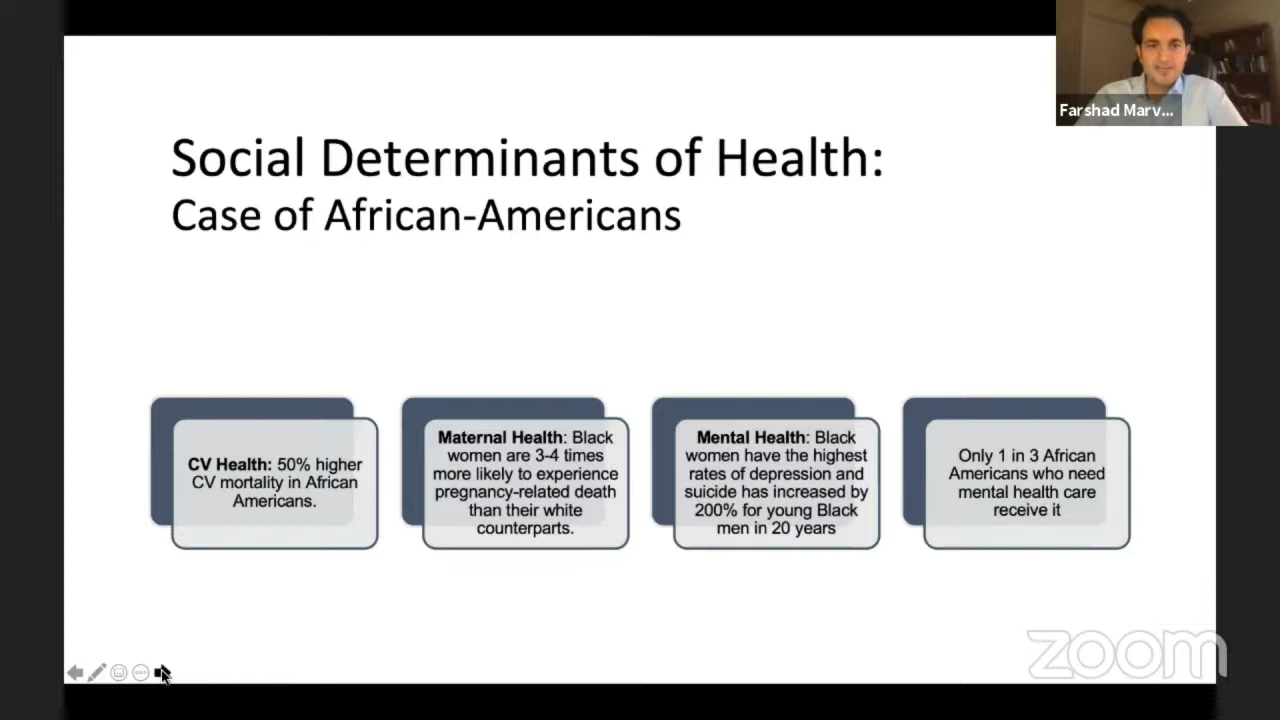 Farshad Marv...
Social Determinants of Health:
Case of African-Americans
CV Health: 50% higher
CV mortality in African
Americans.
Maternal Health: Black
women are 3-4 times
more likely to experience
pregnancy-related death
than their white
counterparts.
Mental Health: Black
women have the highest
rates of depression and
suicide has increased by
200% for young Black
men in 20 years
Only 1 in 3 African
Americans who need
mental health care
receive it
zoom